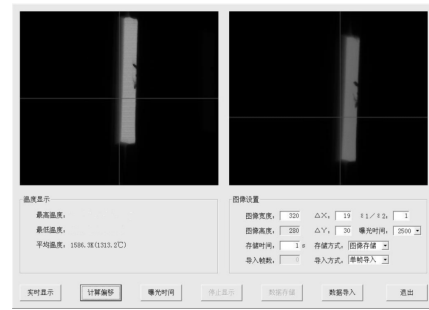 温度显示
最高温度:
最低温度:
平均温度: 1586.3K(1313.2℃)
图像设置
图像宽度: 320 △X: 19 #1/#2: 1
图像高度: 280 △Y: 30 曝光时间: 2500
存储时间: 1 s 存储方式: 图像存储
导入帧数: 0 导入方式: 单帧导入
实时显示 计算偏移 曝光时间 停止显示 数据存储 数据导入 退出